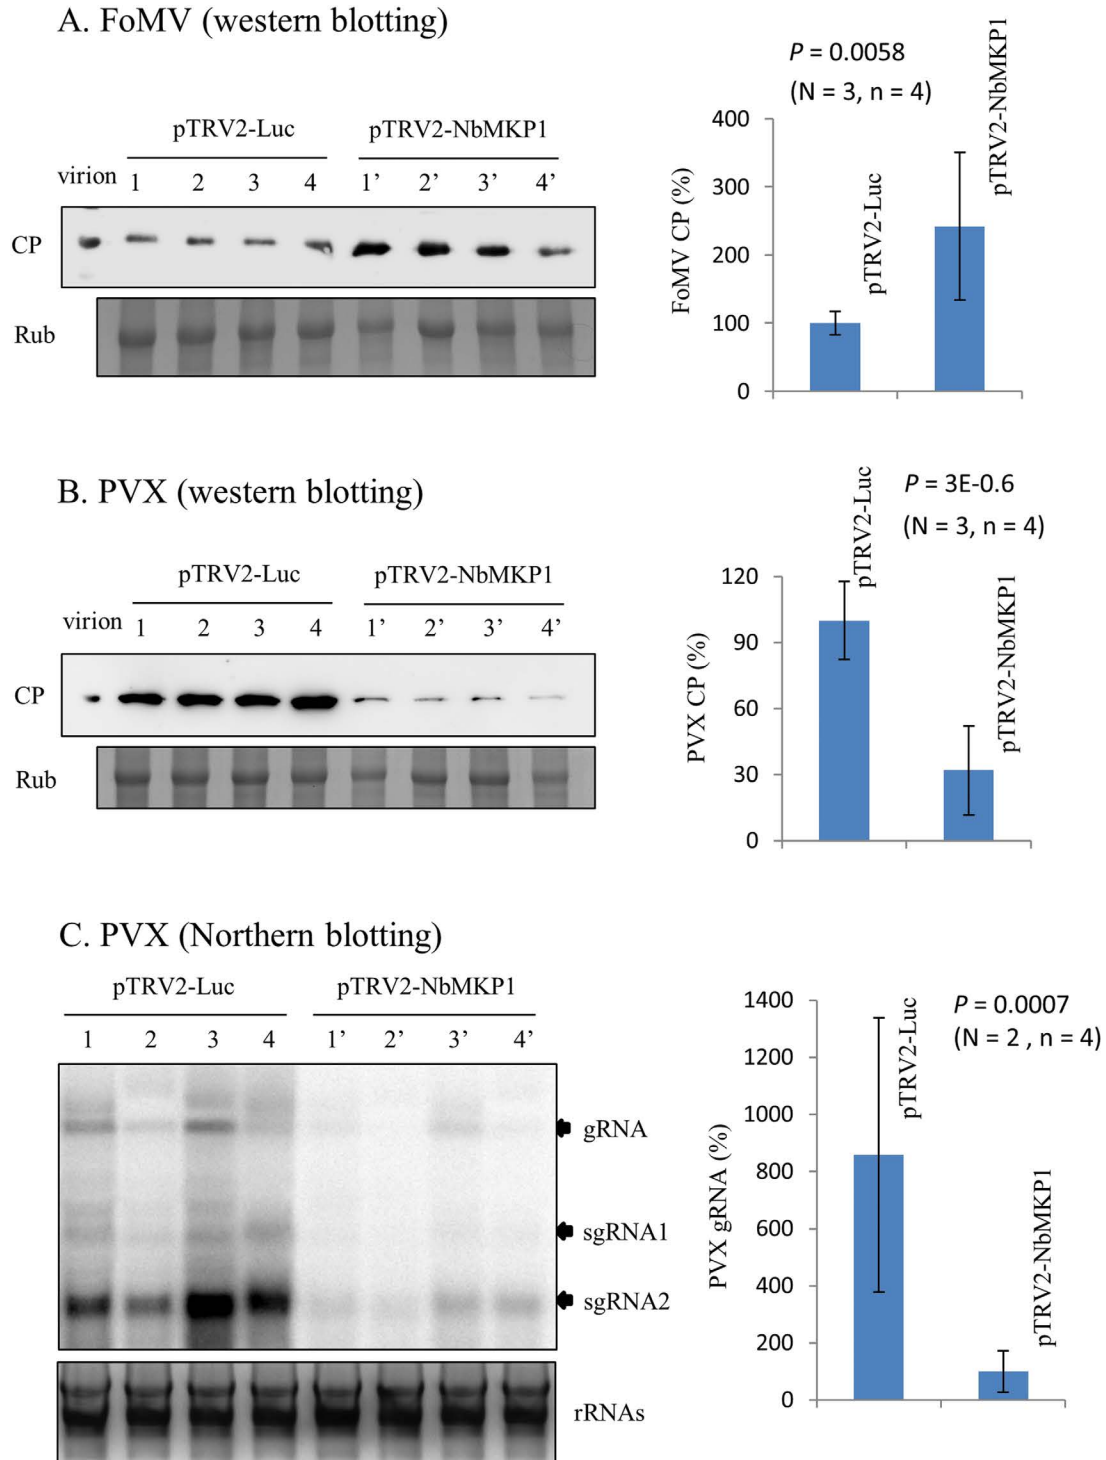 A. FoMV (western blotting)
pTRV2-Luc pTRV2-NbMKP1
virion 1 2 3 4 1’ 2’ 3’ 4’
CP
Rub
P = 0.0058
(N = 3, n = 4)
400
300
200
100
0
FoMV CP (%)
pTRV2-Luc
pTRV2-NbMKP1
B. PVX (western blotting)
pTRV2-Luc pTRV2-NbMKP1
virion 1 2 3 4 1’ 2’ 3’ 4’
CP
Rub
P = 3E-0.6
(N = 3, n = 4)
120
90
60
30
0
PVX CP (%)
pTRV2-Luc
pTRV2-NbMKP1
C. PVX (Northern blotting)
pTRV2-Luc pTRV2-NbMKP1
1 2 3 4 1’ 2’ 3’ 4’
gRNA
sgRNA1
sgRNA2
rRNAs
P = 0.0007
(N = 2 , n = 4)
1400
1200
1000
800
600
400
200
0
PVX gRNA (%)
pTRV2-Luc
pTRV2-NbMKP1